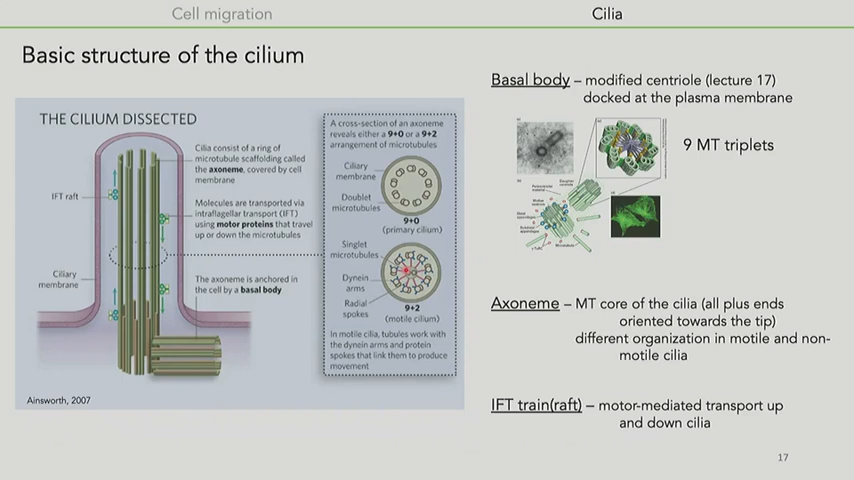 Cell migration
Cilia
Basic structure of the cilium
THE CILIUM DISSECTED
Cilia consist of a ring of
microtubule scaffolding called
the axoneme, covered by cell
membrane
IFT raft
Molecules are transported via
intraflagellar transport (IFT)
using motor proteins that travel
up or down the microtubules
Ciliary
membrane
The axoneme is anchored in
the cell by a basal body
A cross-section of an axoneme
reveals either a 9+0 or a 9+2
arrangement of microtubules
Ciliary
membrane
Doublet
microtubules
9+0
(primary cilium)
Singlet
microtubules
Dynein
arms
Radial
spokes
9+2
(motile cilium)
In motile cilia, tubules work with
the dynein arms and protein
spokes that link them to produce
movement
Ainsworth, 2007
Basal body – modified centriole (lecture 17)
docked at the plasma membrane
9 MT triplets
Axoneme – MT core of the cilia (all plus ends
oriented towards the tip)
different organization in motile and non-
motile cilia
IFT train(raft) – motor-mediated transport up
and down cilia
17